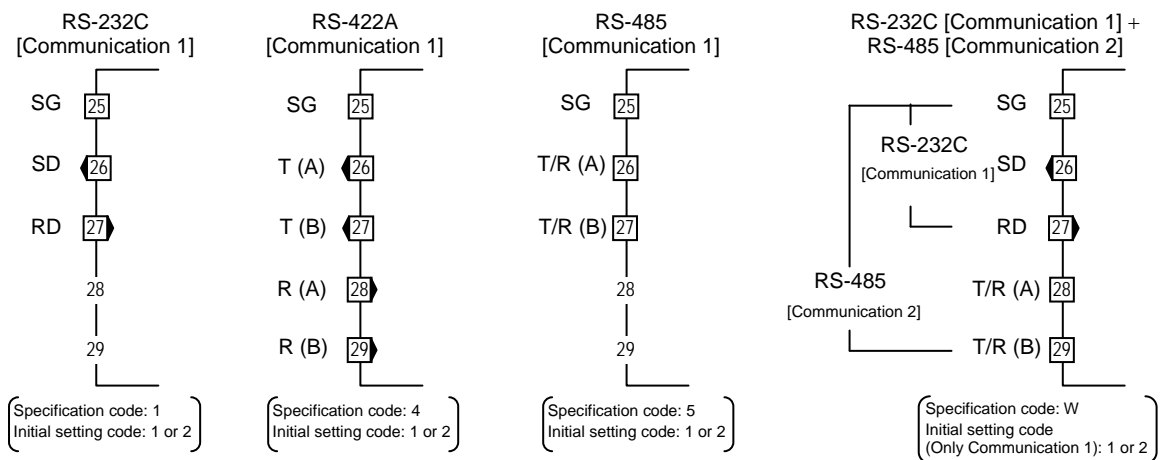 RS-232C
[Communication 1]
SG 25
SD 26
RD 27
28
29
Specification code: 1
Initial setting code: 1 or 2
RS-422A
[Communication 1]
SG 25
T (A) 26
T (B) 27
R (A) 28
R (B) 29
Specification code: 4
Initial setting code: 1 or 2
RS-485
[Communication 1]
SG 25
T/R (A) 26
T/R (B) 27
28
29
Specification code: 5
Initial setting code: 1 or 2
RS-232C [Communication 1] +
RS-485 [Communication 2]
RS-232C
[Communication 1]
RS-485
[Communication 2]
SG 25
SD 26
RD 27
T/R (A) 28
T/R (B) 29
Specification code: W
Initial setting code
(Only Communication 1): 1 or 2